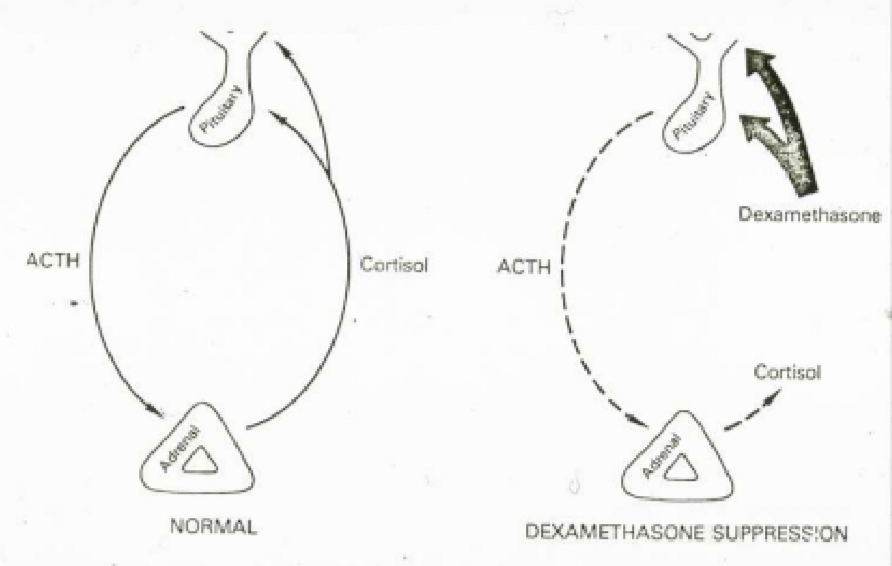 Pituitary
ACTH
Cortisol
Adrenal
NORMAL
Pituitary
Dexamethasone
ACTH
Cortisol
Adrenal
DEXAMETHASONE SUPPRESSION